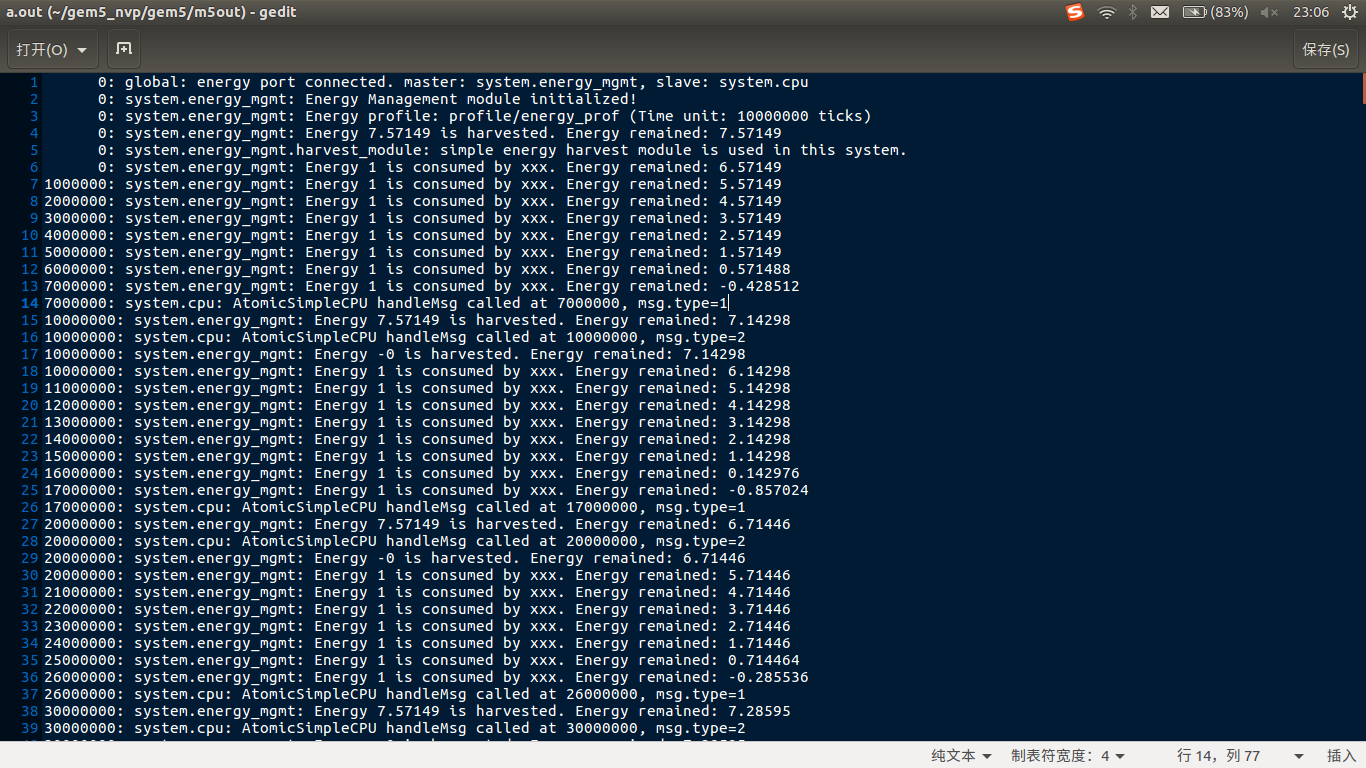 a.out (~/gem5_nvp/gem5/m5out) - gedit
(83%)
23:06
打开(O)
保存(S)
1 0: global: energy port connected. master: system.energy_mgmt, slave: system.cpu
2 0: system.energy_mgmt: Energy Management module initialized!
3 0: system.energy_mgmt: Energy profile: profile/energy_prof (Time unit: 10000000 ticks)
4 0: system.energy_mgmt: Energy 7.57149 is harvested. Energy remained: 7.57149
5 0: system.energy_mgmt.harvest_module: simple energy harvest module is used in this system.
6 0: system.energy_mgmt: Energy 1 is consumed by xxx. Energy remained: 6.57149
7 1000000: system.energy_mgmt: Energy 1 is consumed by xxx. Energy remained: 5.57149
8 2000000: system.energy_mgmt: Energy 1 is consumed by xxx. Energy remained: 4.57149
9 3000000: system.energy_mgmt: Energy 1 is consumed by xxx. Energy remained: 3.57149
10 4000000: system.energy_mgmt: Energy 1 is consumed by xxx. Energy remained: 2.57149
11 5000000: system.energy_mgmt: Energy 1 is consumed by xxx. Energy remained: 1.57149
12 6000000: system.energy_mgmt: Energy 1 is consumed by xxx. Energy remained: 0.571488
13 7000000: system.energy_mgmt: Energy 1 is consumed by xxx. Energy remained: -0.428512
14 7000000: system.cpu: AtomicSimpleCPU handleMsg called at 7000000, msg.type=1
15 10000000: system.energy_mgmt: Energy 7.57149 is harvested. Energy remained: 7.14298
16 10000000: system.cpu: AtomicSimpleCPU handleMsg called at 10000000, msg.type=2
17 10000000: system.energy_mgmt: Energy -0 is harvested. Energy remained: 7.14298
18 10000000: system.energy_mgmt: Energy 1 is consumed by xxx. Energy remained: 6.14298
19 11000000: system.energy_mgmt: Energy 1 is consumed by xxx. Energy remained: 5.14298
20 12000000: system.energy_mgmt: Energy 1 is consumed by xxx. Energy remained: 4.14298
21 13000000: system.energy_mgmt: Energy 1 is consumed by xxx. Energy remained: 3.14298
22 14000000: system.energy_mgmt: Energy 1 is consumed by xxx. Energy remained: 2.14298
23 15000000: system.energy_mgmt: Energy 1 is consumed by xxx. Energy remained: 1.14298
24 16000000: system.energy_mgmt: Energy 1 is consumed by xxx. Energy remained: 0.142976
25 17000000: system.energy_mgmt: Energy 1 is consumed by xxx. Energy remained: -0.857024
26 17000000: system.cpu: AtomicSimpleCPU handleMsg called at 17000000, msg.type=1
27 20000000: system.energy_mgmt: Energy 7.57149 is harvested. Energy remained: 6.71446
28 20000000: system.cpu: AtomicSimpleCPU handleMsg called at 20000000, msg.type=2
29 20000000: system.energy_mgmt: Energy -0 is harvested. Energy remained: 6.71446
30 20000000: system.energy_mgmt: Energy 1 is consumed by xxx. Energy remained: 5.71446
31 21000000: system.energy_mgmt: Energy 1 is consumed by xxx. Energy remained: 4.71446
32 22000000: system.energy_mgmt: Energy 1 is consumed by xxx. Energy remained: 3.71446
33 23000000: system.energy_mgmt: Energy 1 is consumed by xxx. Energy remained: 2.71446
34 24000000: system.energy_mgmt: Energy 1 is consumed by xxx. Energy remained: 1.71446
35 25000000: system.energy_mgmt: Energy 1 is consumed by xxx. Energy remained: 0.714464
36 26000000: system.energy_mgmt: Energy 1 is consumed by xxx. Energy remained: -0.285536
37 26000000: system.cpu: AtomicSimpleCPU handleMsg called at 26000000, msg.type=1
38 30000000: system.energy_mgmt: Energy 7.57149 is harvested. Energy remained: 7.28595
39 30000000: system.cpu: AtomicSimpleCPU handleMsg called at 30000000, msg.type=2
纯文本 制表符宽度：4 行 14，列 77 插入